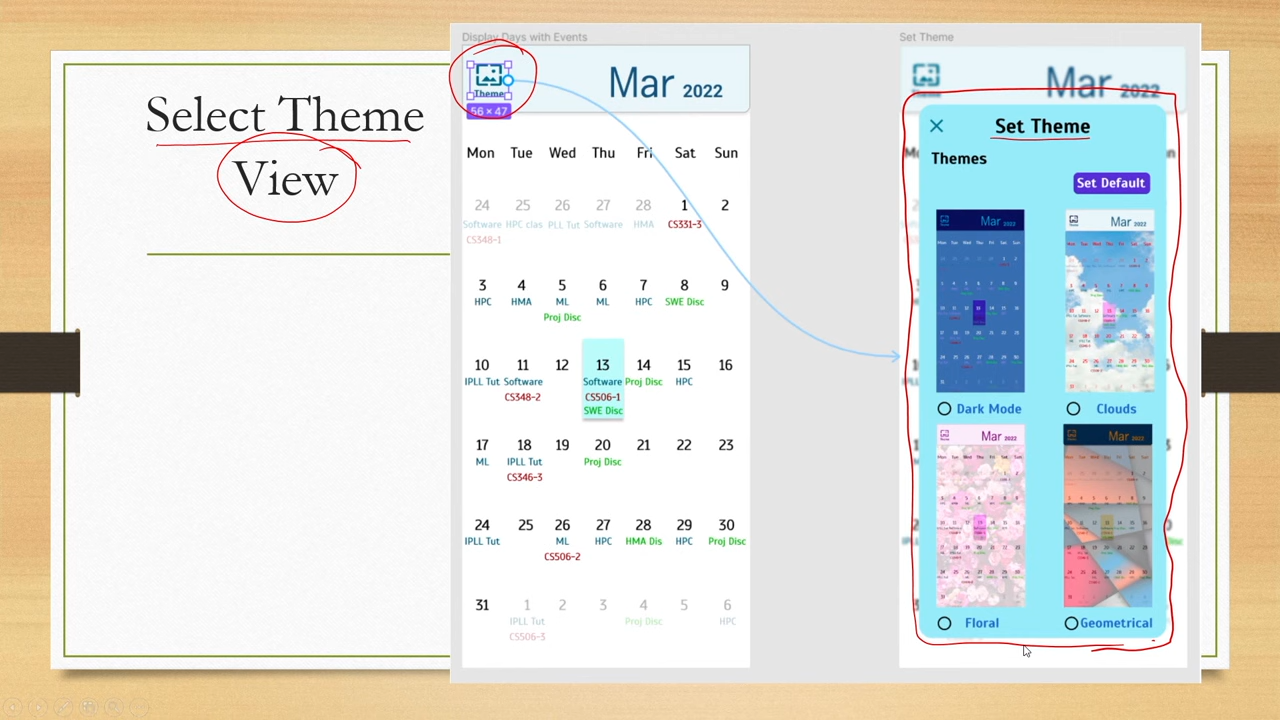 Select Theme
View
Display Days with Events
Theme
56 × 47
Mar 2022
Mon Tue Wed Thu Fri Sat Sun
24 25 26 27 28 1 2
Software HPC clas PLL Tut Software HMA CS331-3
CS348-1
3 4 5 6 7 8 9
HPC HMA ML ML HPC SWE Disc
Proj Disc
10 11 12 13 14 15 16
IPLL Tut Software Software Proj Disc HPC
CS348-2 CS506-1
SWE Disc
17 18 19 20 21 22 23
ML IPLL Tut Proj Disc
CS346-3
24 25 26 27 28 29 30
IPLL Tut ML HPC HMA Dis HPC Proj Disc
CS506-2
31 1 2 3 4 5 6
IPLL Tut Proj Disc HPC
CS506-3
Set Theme
Mar 2022
Set Theme
Themes
Set Default
Mar 2022
Mar 2022
Dark Mode
Clouds
Mar 2022
Mar 2022
Floral
Geometrical